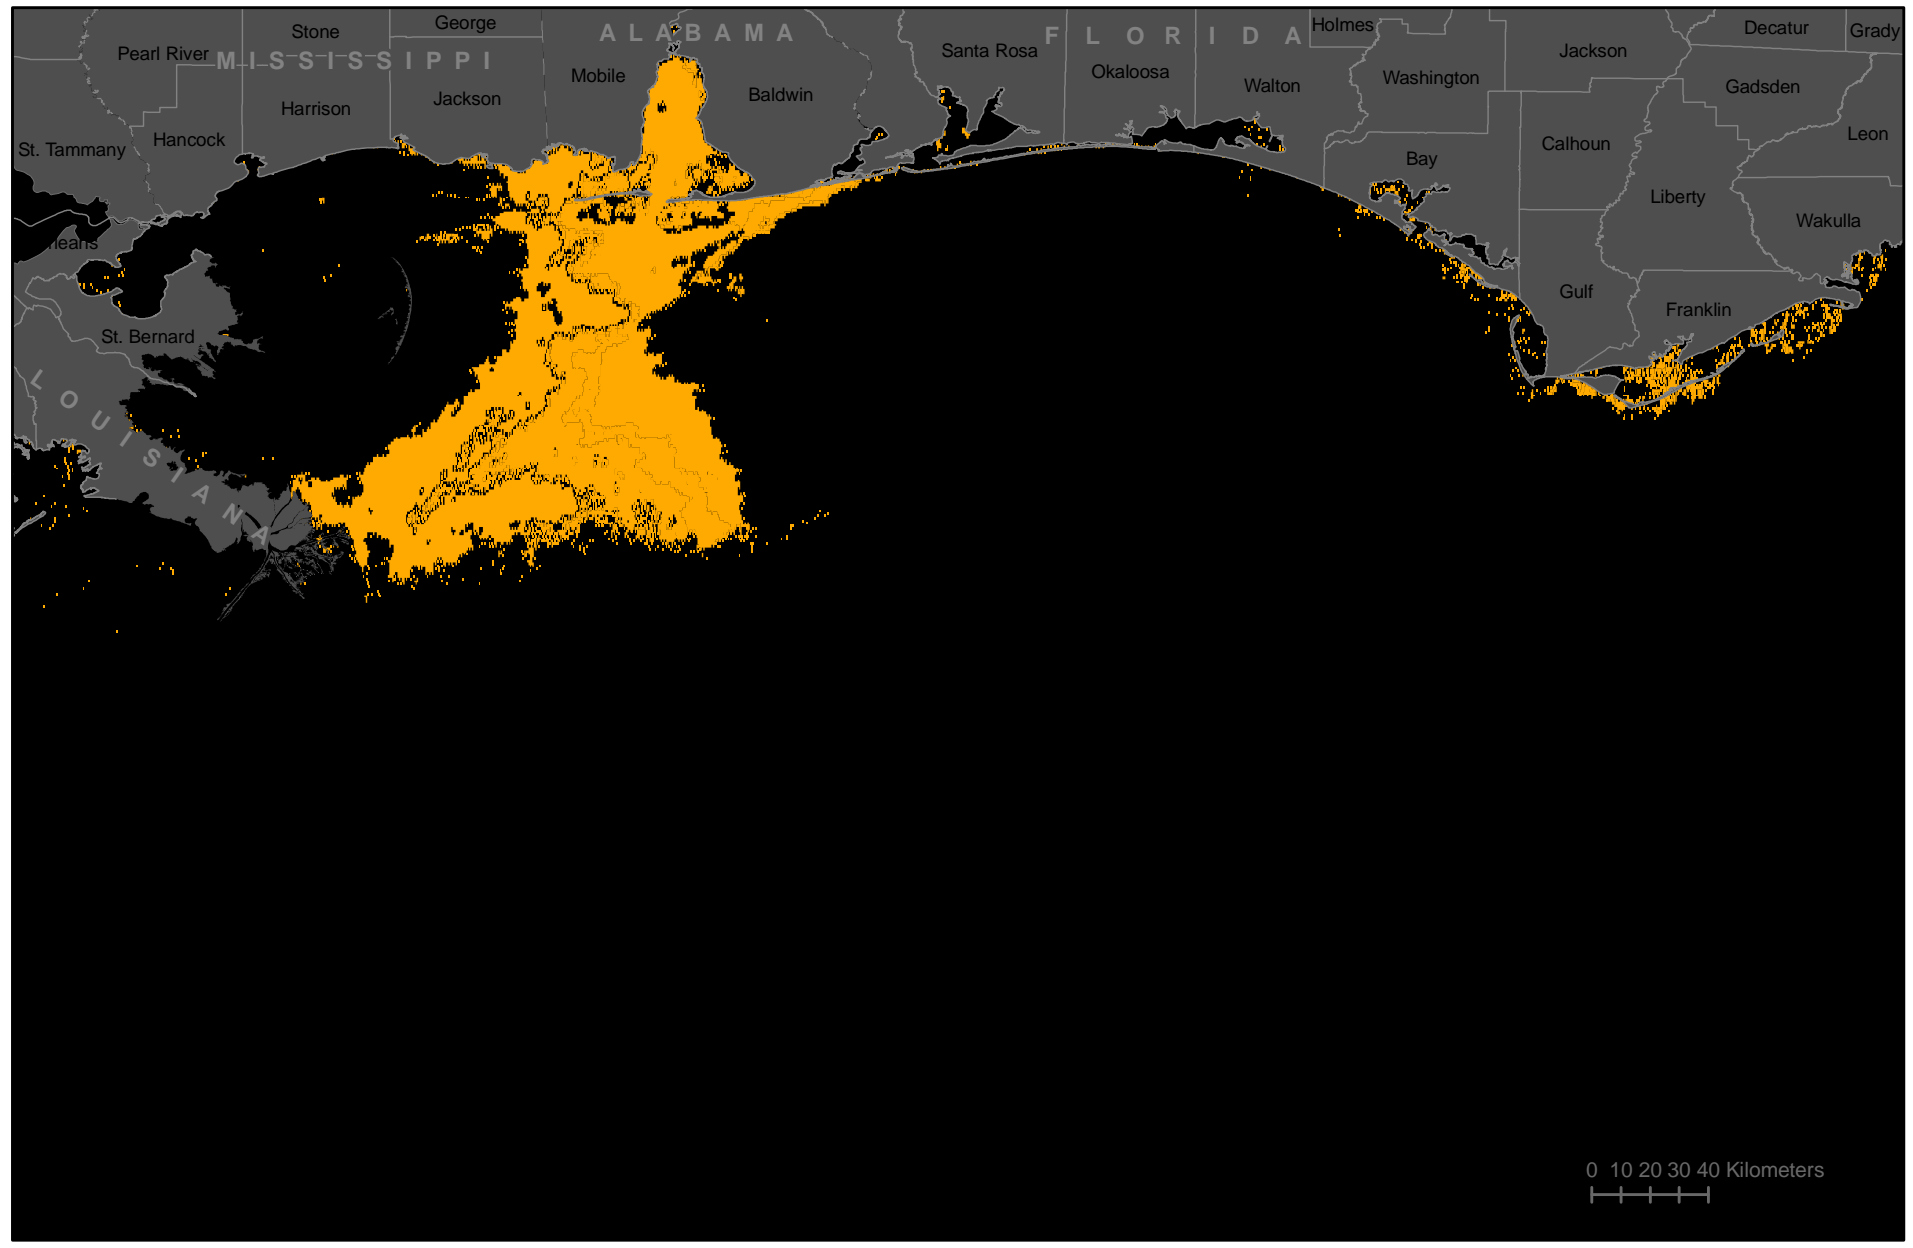 Stone
George
A L A B A M A
F L O R I D A
Holmes
Decatur
Grady
Pearl River
M I S S I S S I P P I
Mobile
Baldwin
Santa Rosa
Okaloosa
Walton
Washington
Jackson
Gadsden
Harrison
Jackson
Hancock
St. Tammany
Bay
Calhoun
Leon
Liberty
Wakulla
leans
St. Bernard
Gulf
Franklin
L O U I S I A N A
0 10 20 30 40 Kilometers